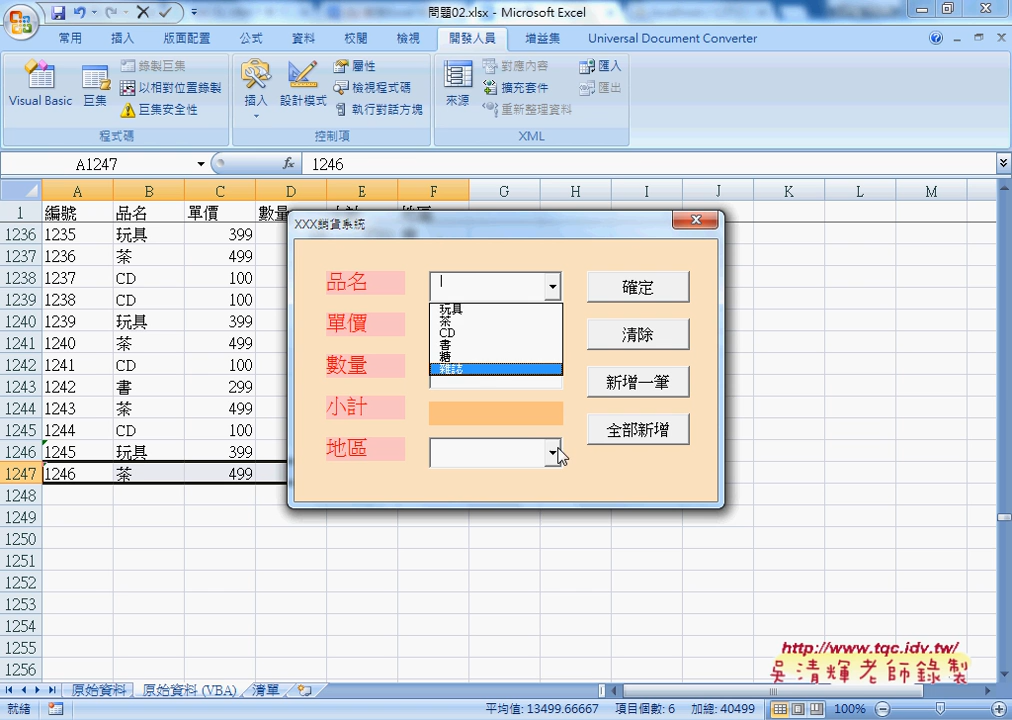 問題02.xlsx - Microsoft Excel
常用 插入 版面配置 公式 資料 校閱 檢視 開發人員 增益集 Universal Document Converter
Visual Basic 巨集 錄製巨集 以相對位置錄製 巨集安全性
插入 設計模式 屬性 檢視程式碼 執行對話方塊
來源 對應內容 擴充套件 重新整理資料 匯入 匯出
程式碼 控制項 XML
A1247 fx 1246
A B C D E F G H I J K L M
1 編號 品名 單價 數量
1236 1235 玩具 399
1237 1236 茶 499
1238 1237 CD 100
1239 1238 CD 100
1240 1239 玩具 399
1241 1240 茶 499
1242 1241 CD 100
1243 1242 書 299
1244 1243 茶 499
1245 1244 CD 100
1246 1245 玩具 399
1247 1246 茶 499
1248
1249
1250
1251
1252
1253
1254
1255
1256
XXX銷貨系統
品名 確定
玩具
茶
CD
書
糖
雜誌
單價 清除
數量 新增一筆
小計 全部新增
地區
http://www.tqc.idv.tw/
吳清輝老師錄製
原始資料 原始資料 (VBA) 清單
就緒 平均值: 13499.66667 項目個數: 6 加總: 40499 100%